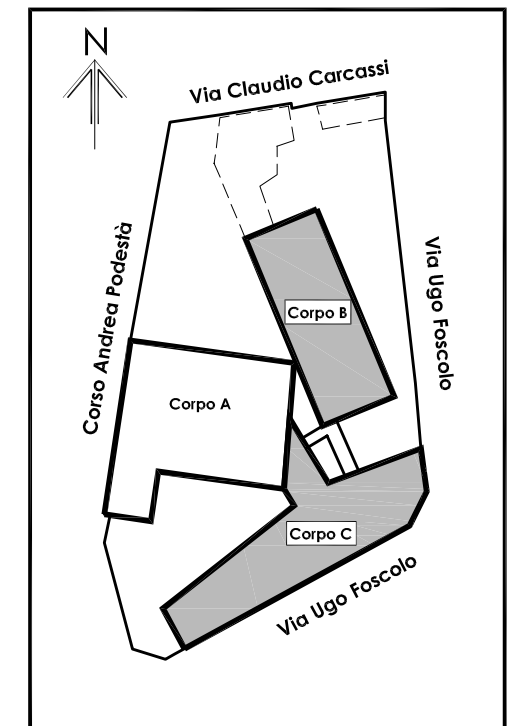 N
Via Claudio Carcassi
Corso Andrea Podestà
Via Ugo Foscolo
Corpo B
Corpo A
Corpo C
Via Ugo Foscolo